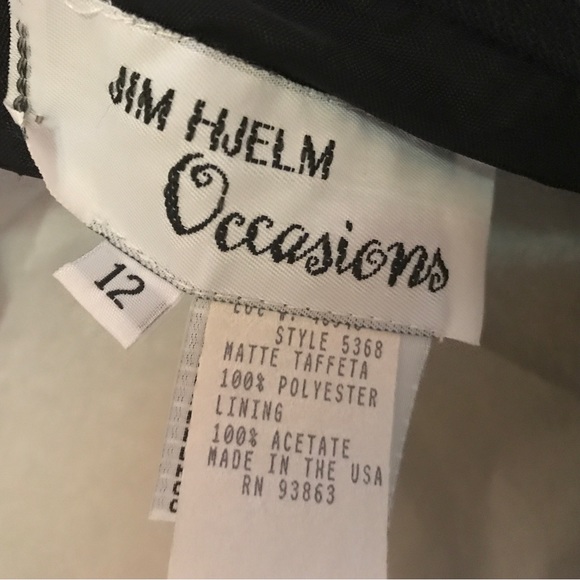 JIM HJELM
Occasions
12
STYLE 5368
MATTE TAFFETA
100% POLYESTER
LINING
100% ACETATE
MADE IN THE USA
RN 93863